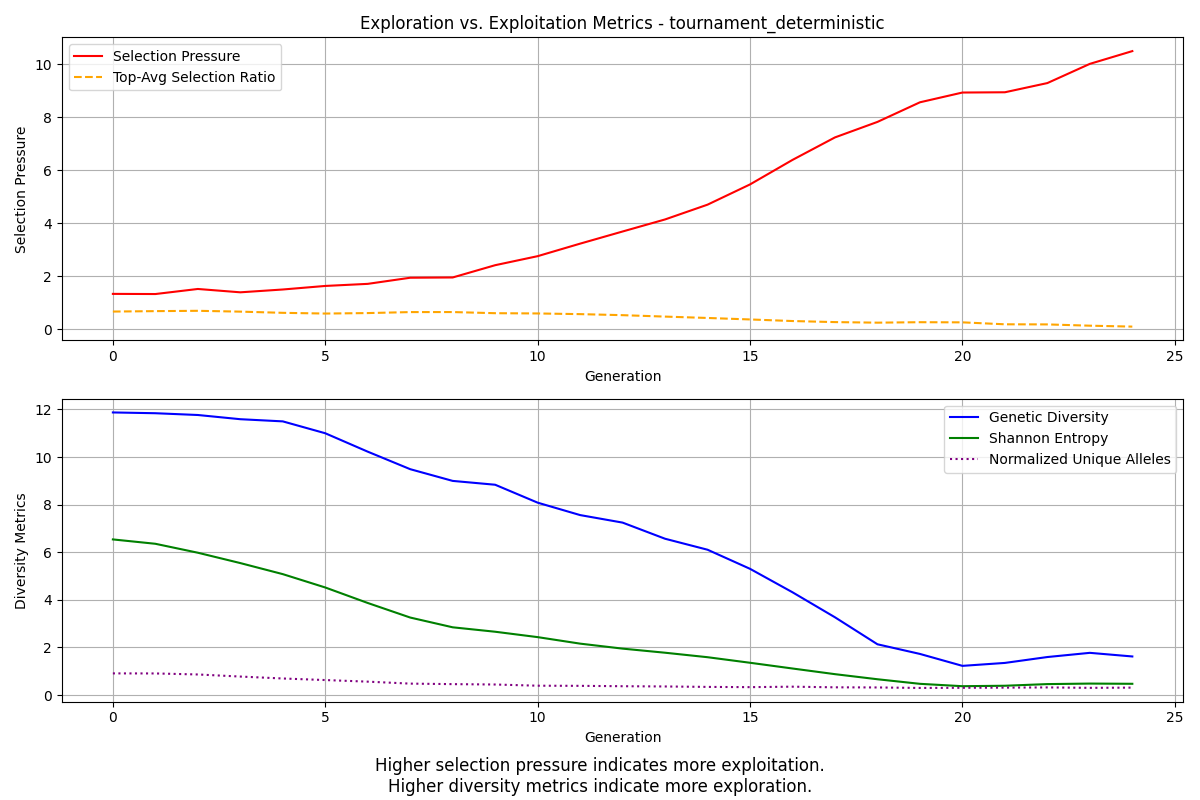 Exploration vs. Exploitation Metrics - tournament_deterministic
Selection Pressure
Top-Avg Selection Ratio
Selection Pressure
10
8
6
4
2
0
0 5 10 15 20 25
Generation
Genetic Diversity
Shannon Entropy
Normalized Unique Alleles
Diversity Metrics
12
10
8
6
4
2
0
0 5 10 15 20 25
Generation
Higher selection pressure indicates more exploitation.
Higher diversity metrics indicate more exploration.